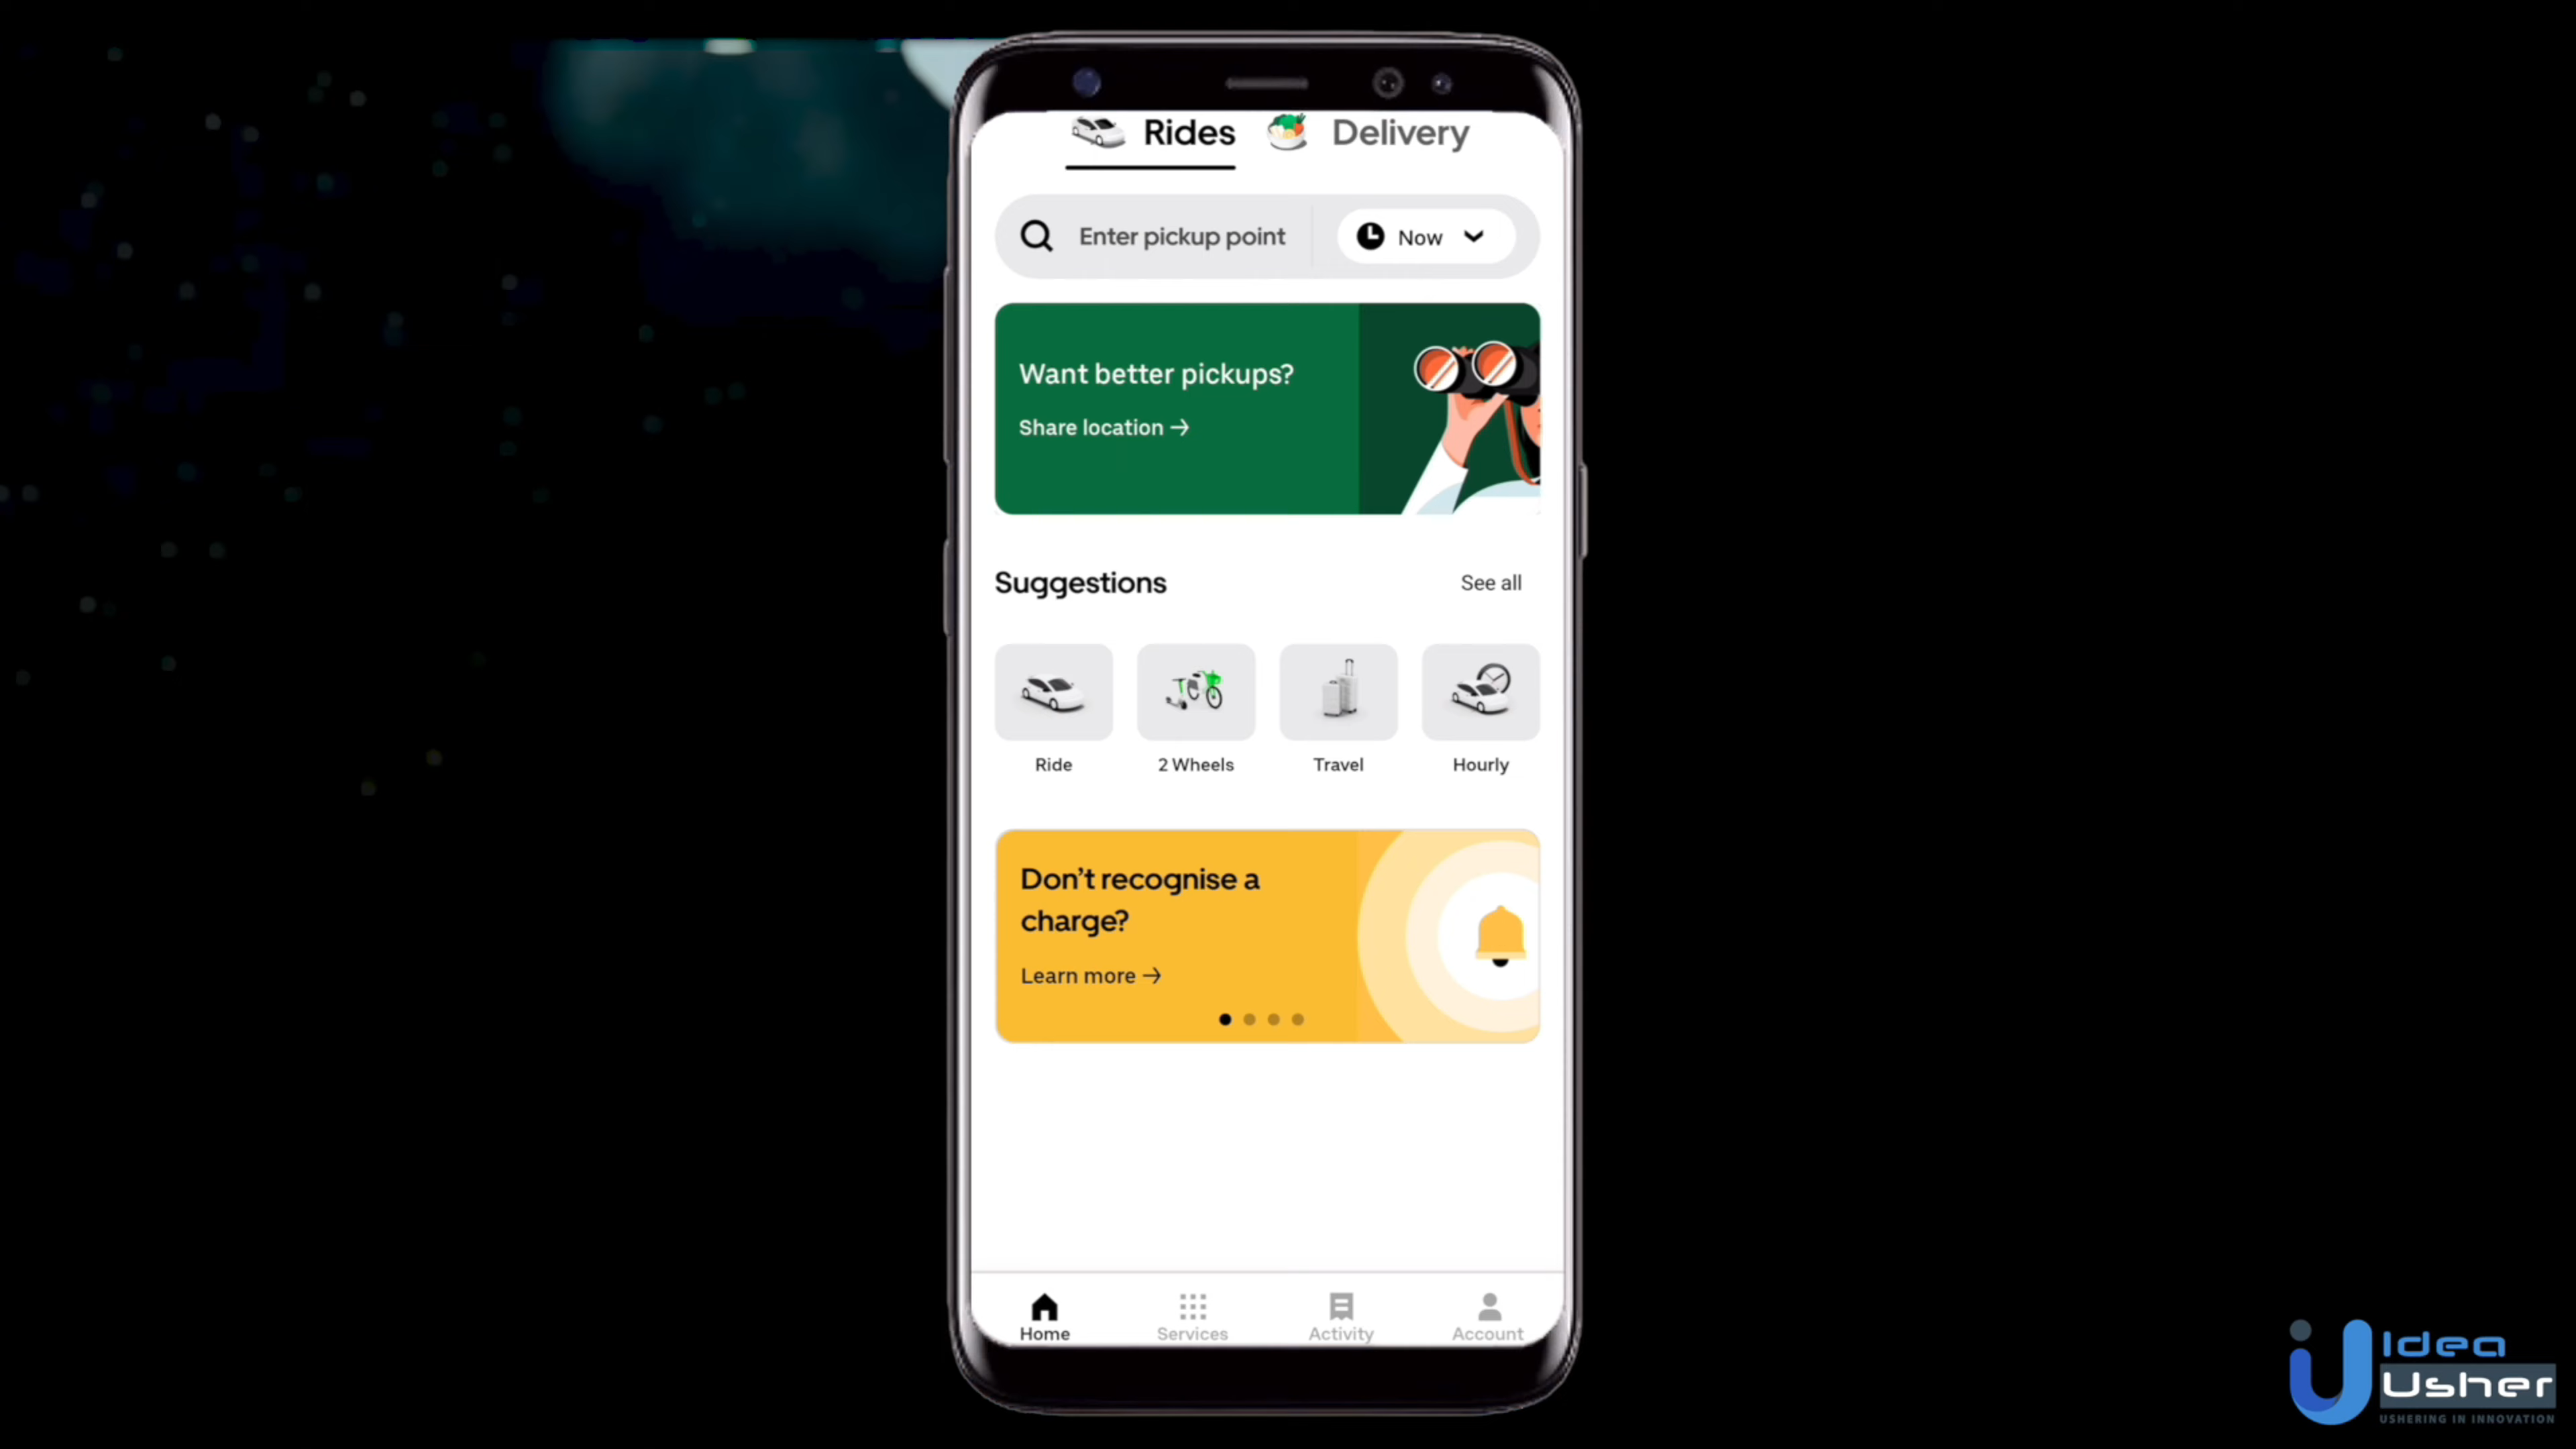 Rides
Delivery
Enter pickup point
Now
Want better pickups?
Share location →
Suggestions
See all
Ride
2 Wheels
Travel
Hourly
Don't recognise a
charge?
Learn more →
Home
Services
Activity
Account
Idea
Usher
USHERING IN INNOVATION